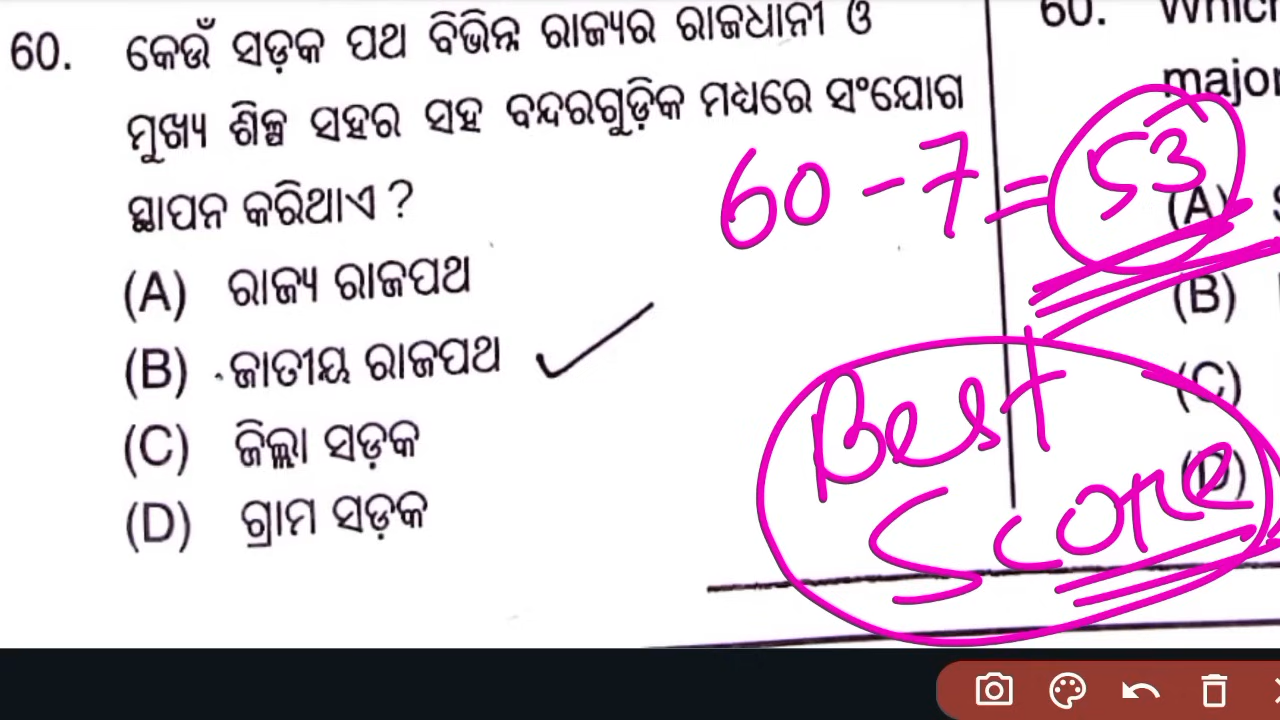 60. କେଉଁ ସଡ଼କ ପଥ ବିଭିନ୍ନ ରାଜ୍ୟର ରାଜଧାନୀ ଓ
ମୁଖ୍ୟ ଶିଳ୍ପ ସହର ସହ ବନ୍ଦରଗୁଡ଼ିକ ମଧ୍ୟରେ ସଂଯୋଗ
ସ୍ଥାପନ କରିଥାଏ ?
(A) ରାଜ୍ୟ ରାଜପଥ
(B) ଜାତୀୟ ରାଜପଥ
(C) ଜିଲ୍ଲା ସଡ଼କ
(D) ଗ୍ରାମ ସଡ଼କ
60 - 7 = 53
Best
Score
60.
major
(A)
(B)
(C)
(D)